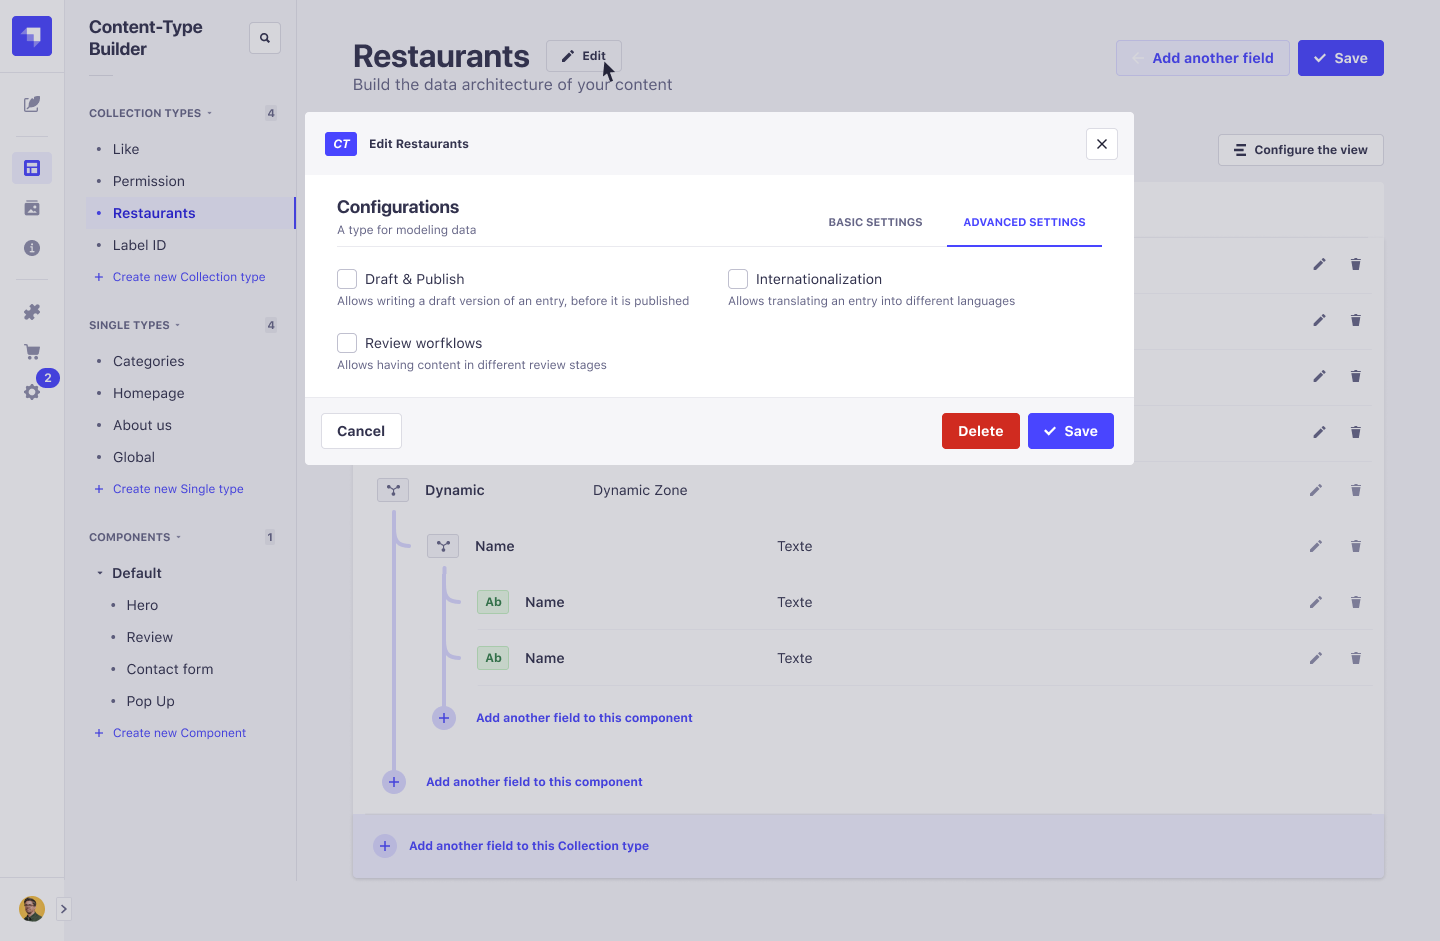 Content-Type
Builder
COLLECTION TYPES 4
Like
Permission
Restaurants
Label ID
Create new Collection type
SINGLE TYPES 4
2
Categories
Homepage
About us
Global
Create new Single type
COMPONENTS 1
Default
Hero
Review
Contact form
Pop Up
Create new Component
Restaurants
Edit
Build the data architecture of your content
Add another field
Save
Configure the view
CT Edit Restaurants
Configurations
A type for modeling data
BASIC SETTINGS
ADVANCED SETTINGS
Draft & Publish
Allows writing a draft version of an entry, before it is published
Internationalization
Allows translating an entry into different languages
Review worfklows
Allows having content in different review stages
Cancel
Delete
Save
Dynamic Dynamic Zone
Name Texte
Ab Name Texte
Ab Name Texte
Add another field to this component
Add another field to this component
Add another field to this Collection type